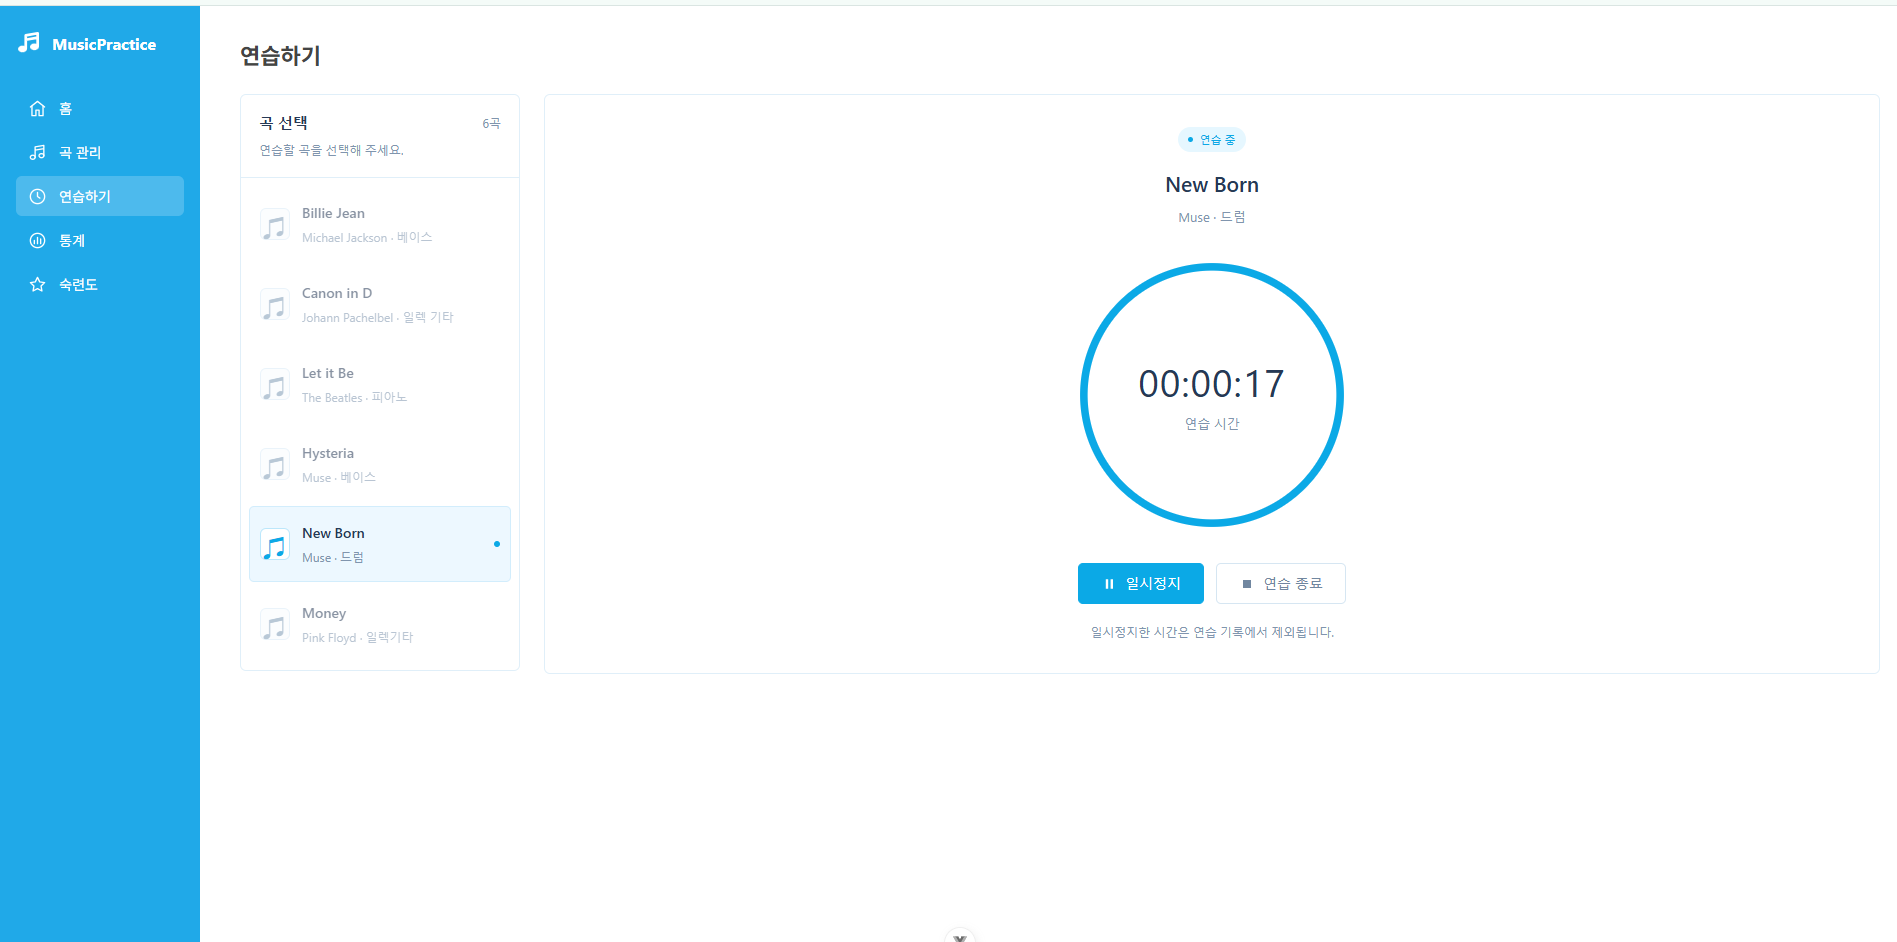 MusicPractice
홈
곡 관리
연습하기
통계
숙련도
연습하기
곡 선택
6곡
연습할 곡을 선택해 주세요.
Billie Jean
Michael Jackson · 베이스
Canon in D
Johann Pachelbel · 일렉 기타
Let it Be
The Beatles · 피아노
Hysteria
Muse · 베이스
New Born
Muse · 드럼
Money
Pink Floyd · 일렉기타
연습 중
New Born
Muse · 드럼
00:00:17
연습 시간
일시정지
연습 종료
일시정지한 시간은 연습 기록에서 제외됩니다.